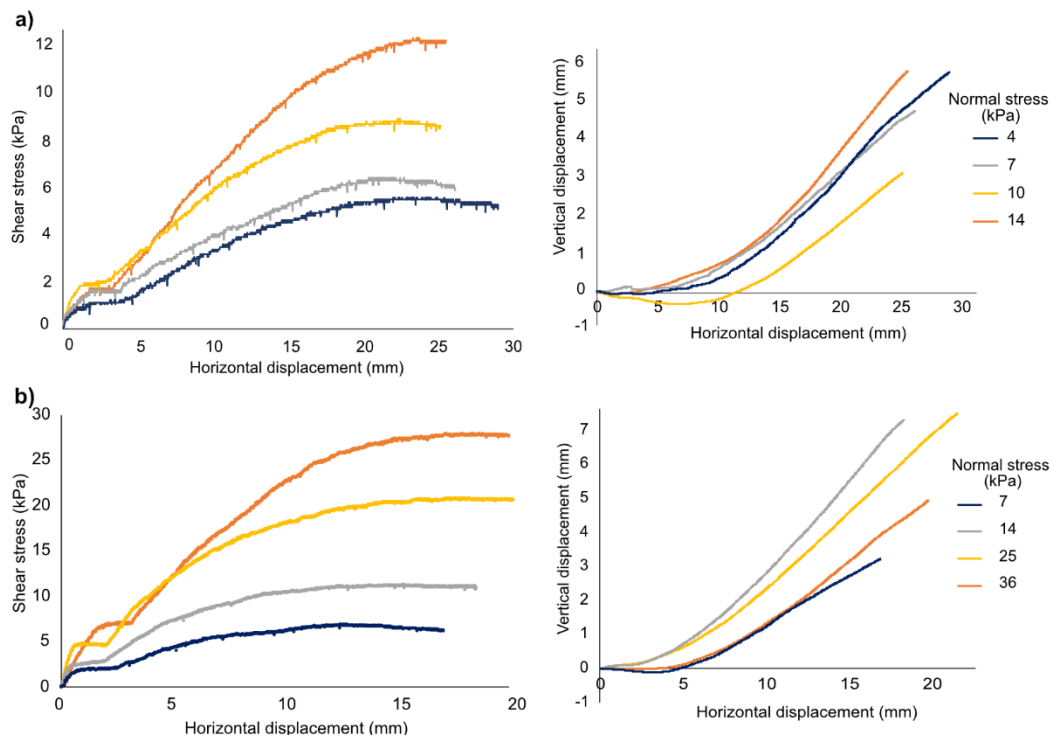 a)
Shear stress (kPa)
12
10
8
6
4
2
0
0 5 10 15 20 25 30
Horizontal displacement (mm)
Vertical displacement (mm)
6
5
4
3
2
1
0
-1
0 5 10 15 20 25 30
Horizontal displacement (mm)
Normal stress
(kPa)
4
7
10
14
b)
Shear stress (kPa)
30
25
20
15
10
5
0
0 5 10 15 20
Horizontal displacement (mm)
Vertical displacement (mm)
7
6
5
4
3
2
1
0
-1
0 5 10 15 20
Horizontal displacement (mm)
Normal stress
(kPa)
7
14
25
36